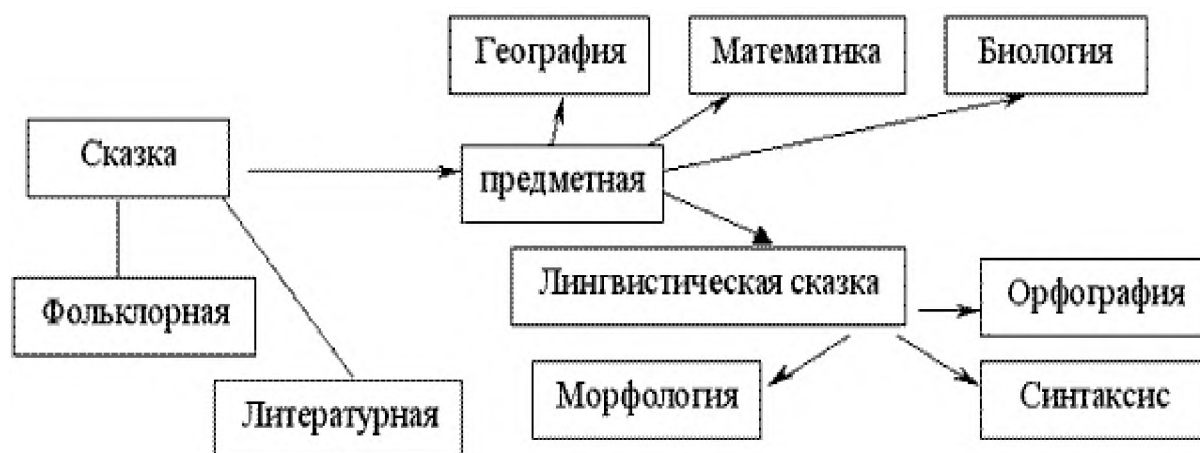 География
Математика
Биология
Сказка
предметная
Лингвистическая сказка
Фольклорная
Орфография
Морфология
Синтаксис
Литературная